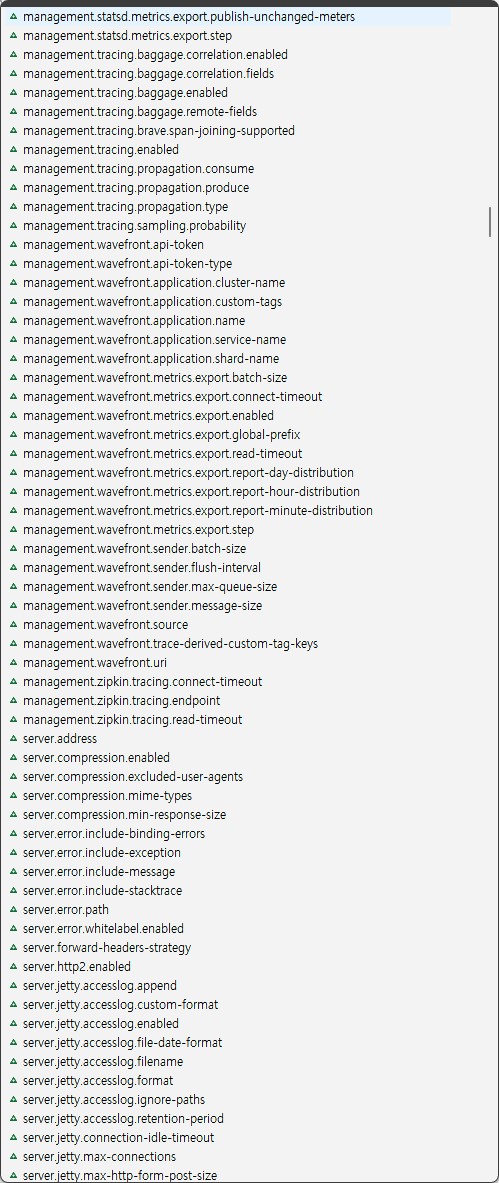 management.statsd.metrics.export.publish-unchanged-meters
management.statsd.metrics.export.step
management.tracing.baggage.correlation.enabled
management.tracing.baggage.correlation.fields
management.tracing.baggage.enabled
management.tracing.baggage.remote-fields
management.tracing.brave.span-joining-supported
management.tracing.enabled
management.tracing.propagation.consume
management.tracing.propagation.produce
management.tracing.propagation.type
management.tracing.sampling.probability
management.wavefront.api-token
management.wavefront.api-token-type
management.wavefront.application.cluster-name
management.wavefront.application.custom-tags
management.wavefront.application.name
management.wavefront.application.service-name
management.wavefront.application.shard-name
management.wavefront.metrics.export.batch-size
management.wavefront.metrics.export.connect-timeout
management.wavefront.metrics.export.enabled
management.wavefront.metrics.export.global-prefix
management.wavefront.metrics.export.read-timeout
management.wavefront.metrics.export.report-day-distribution
management.wavefront.metrics.export.report-hour-distribution
management.wavefront.metrics.export.report-minute-distribution
management.wavefront.metrics.export.step
management.wavefront.sender.batch-size
management.wavefront.sender.flush-interval
management.wavefront.sender.max-queue-size
management.wavefront.sender.message-size
management.wavefront.source
management.wavefront.trace-derived-custom-tag-keys
management.wavefront.uri
management.zipkin.tracing.connect-timeout
management.zipkin.tracing.endpoint
management.zipkin.tracing.read-timeout
server.address
server.compression.enabled
server.compression.excluded-user-agents
server.compression.mime-types
server.compression.min-response-size
server.error.include-binding-errors
server.error.include-exception
server.error.include-message
server.error.include-stacktrace
server.error.path
server.error.whitelabel.enabled
server.forward-headers-strategy
server.http2.enabled
server.jetty.accesslog.append
server.jetty.accesslog.custom-format
server.jetty.accesslog.enabled
server.jetty.accesslog.file-date-format
server.jetty.accesslog.filename
server.jetty.accesslog.format
server.jetty.accesslog.ignore-paths
server.jetty.accesslog.retention-period
server.jetty.connection-idle-timeout
server.jetty.max-connections
server.jetty.max-http-form-post-size